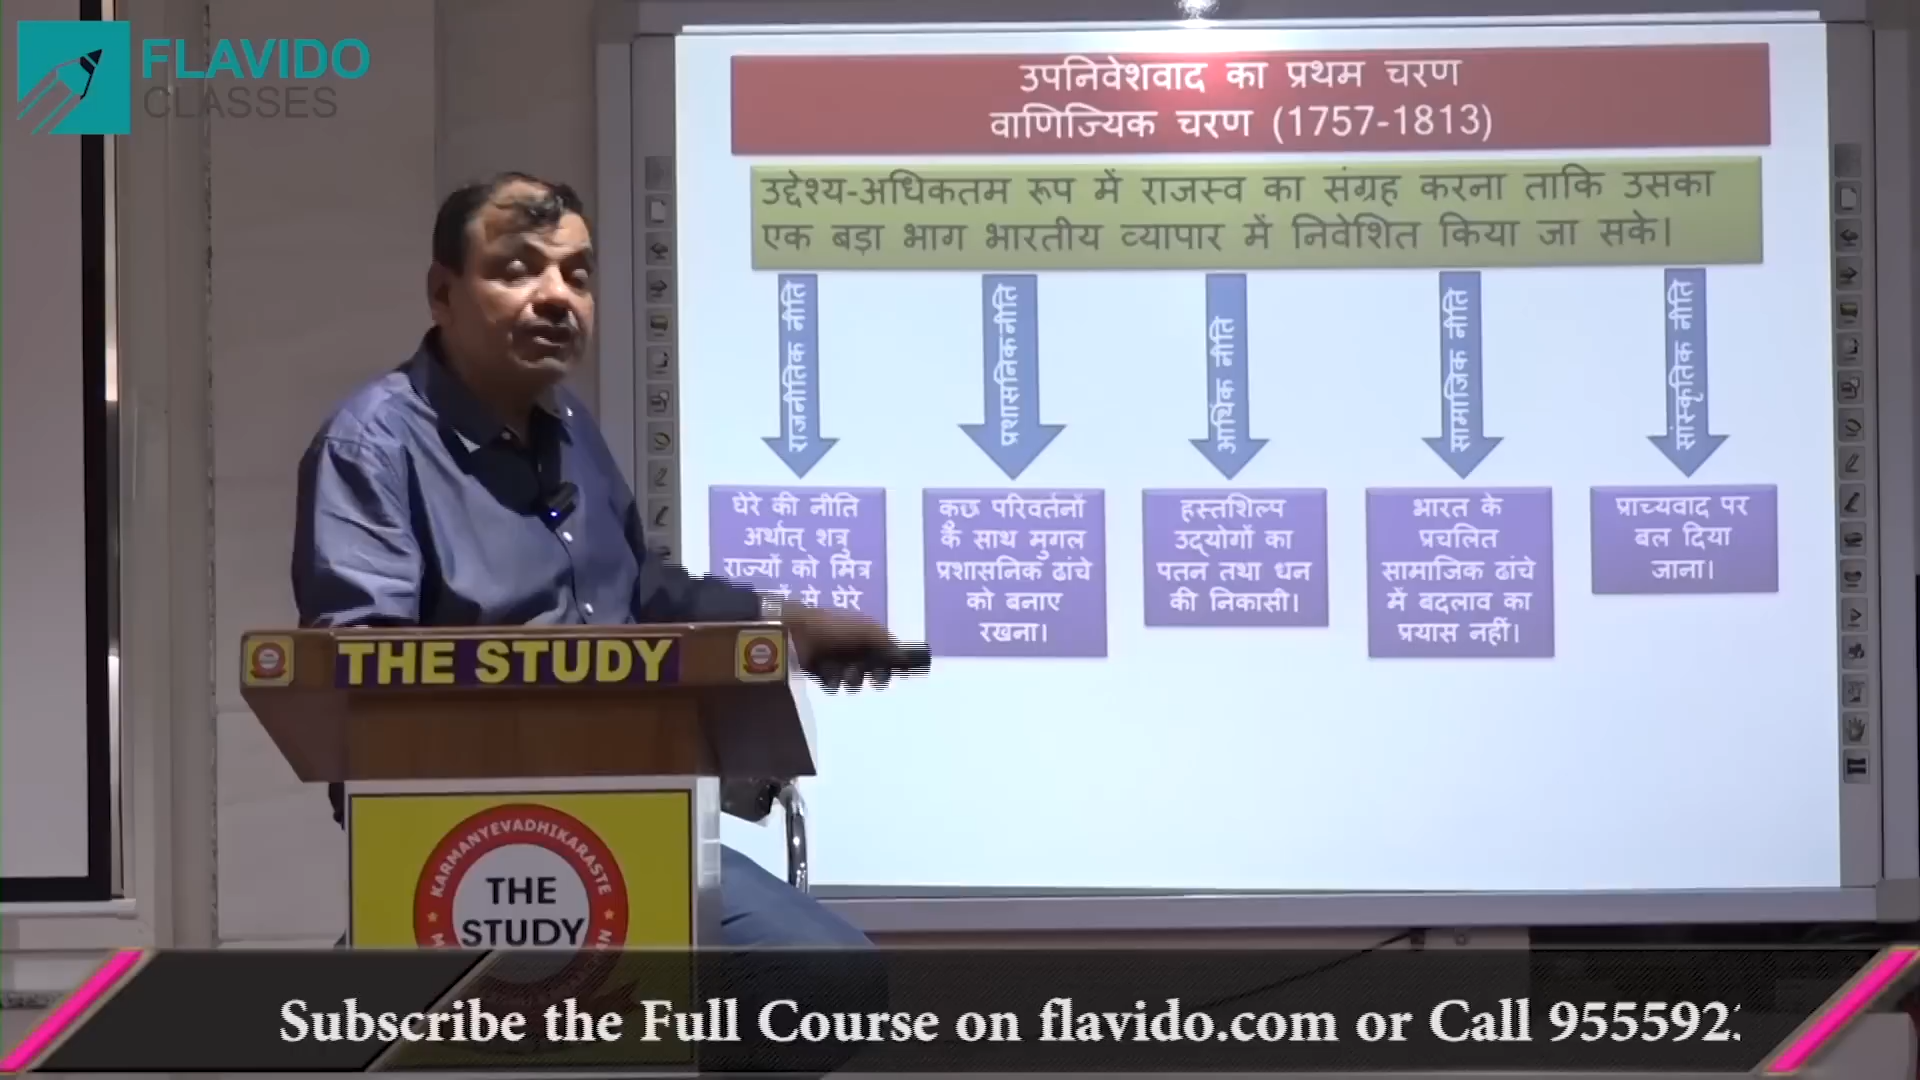 FLAVIDO
CLASSES
उपनिवेशवाद का प्रथम चरण
वाणिज्यिक चरण (1757-1813)
उद्देश्य-अधिकतम रूप में राजस्व का संग्रह करना ताकि उसका
एक बड़ा भाग भारतीय व्यापार में निवेशित किया जा सके।
राजनीतिक नीति
प्रशासनिक नीति
आर्थिक नीति
सामाजिक नीति
सांस्कृतिक नीति
घेरे की नीति
अर्थात् शत्रु
राज्यों को मित्र
से घेरे
कुछ परिवर्तनों
के साथ मुगल
प्रशासनिक ढांचे
को बनाए
रखना।
हस्तशिल्प
उद्योगों का
पतन तथा धन
की निकासी।
भारत के
प्रचलित
सामाजिक ढांचे
में बदलाव का
प्रयास नहीं।
प्राच्यवाद पर
बल दिया
जाना।
THE STUDY
KARMANYEVADHIKARASTE
THE
STUDY
Subscribe the Full Course on flavido.com or Call 955592